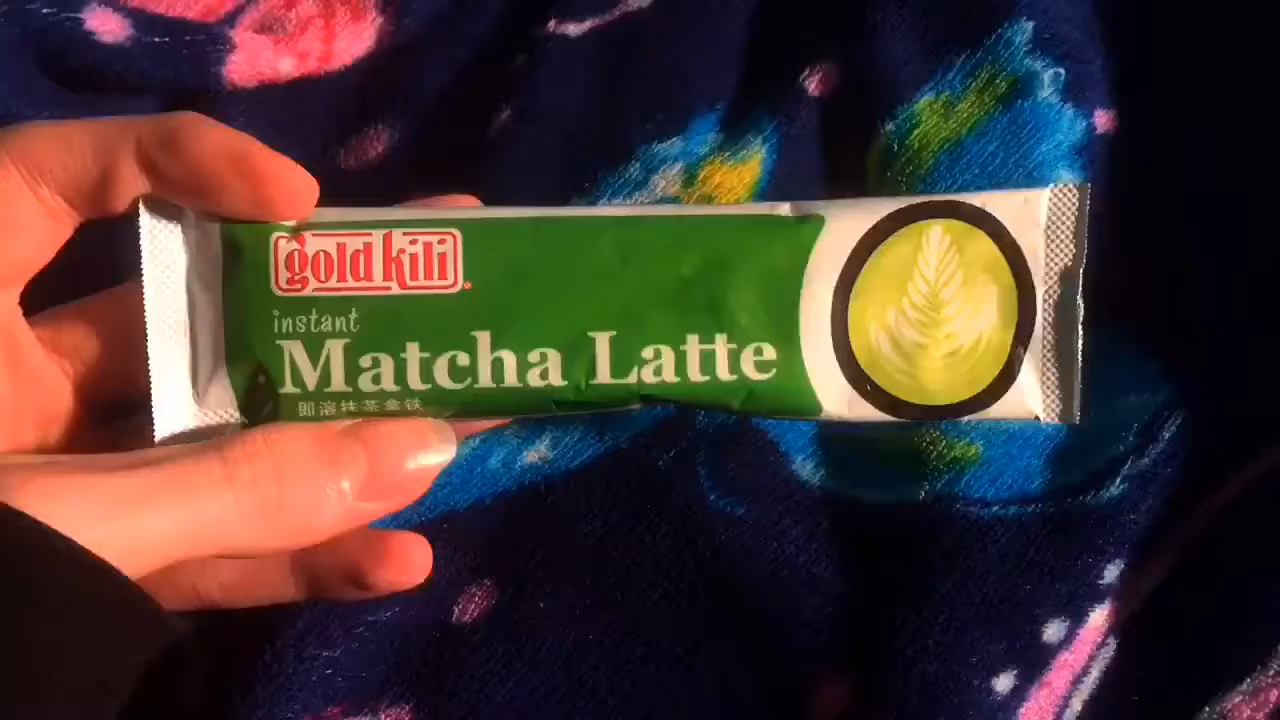 gold kili
instant
Matcha Latte
即溶抹茶拿铁